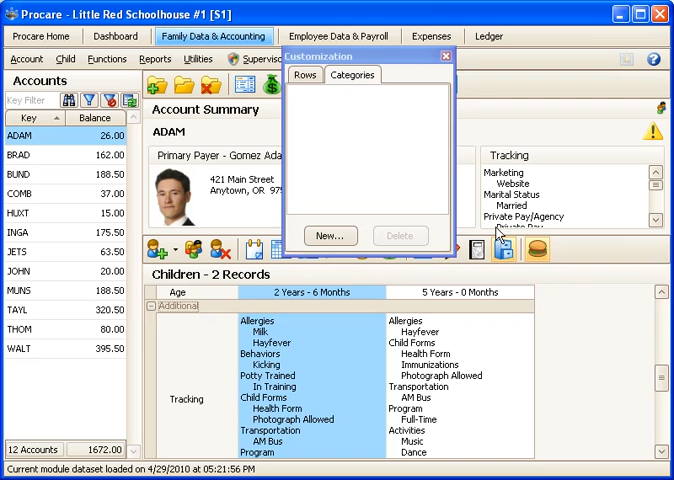 Procare - Little Red Schoolhouse #1 [S1]
Procare Home Dashboard Family Data & Accounting Employee Data & Payroll Expenses Ledger
Account Child Functions Reports Utilities Superviso
Customization
Rows Categories
New... Delete
Accounts
Key Filter
Key Balance
ADAM 26.00
BRAD 162.00
BUND 188.50
COMB 37.00
HUXT 15.00
INGA 175.50
JETS 63.50
JOHN 20.00
MUNS 188.50
TAYL 320.50
THOM 80.00
WALT 395.50
12 Accounts 1672.00
Account Summary
ADAM
Primary Payer - Gomez Ada
421 Main Street
Anytown, OR 975
Tracking
Marketing
Website
Marital Status
Married
Private Pay/Agency
Private Pay
Children - 2 Records
Age 2 Years - 6 Months 5 Years - 0 Months
Additional
Tracking
Allergies
Milk
Hayfever
Behaviors
Kicking
Potty Trained
In Training
Child Forms
Health Form
Photograph Allowed
Transportation
AM Bus
Program
Allergies
Hayfever
Child Forms
Health Form
Immunizations
Photograph Allowed
Transportation
AM Bus
Program
Full-Time
Activities
Music
Dance
Current module dataset loaded on 4/29/2010 at 05:21:56 PM